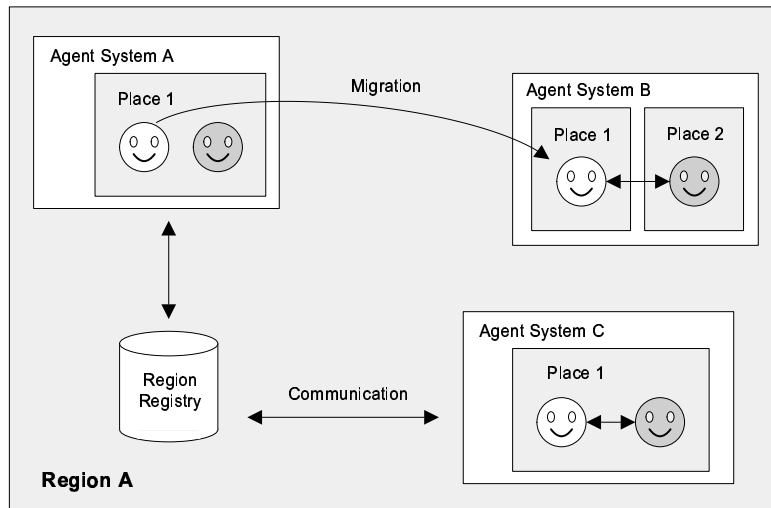 Agent System A
Place 1
Migration
Agent System B
Place 1
Place 2
Region
Registry
Communication
Agent System C
Place 1
Region A